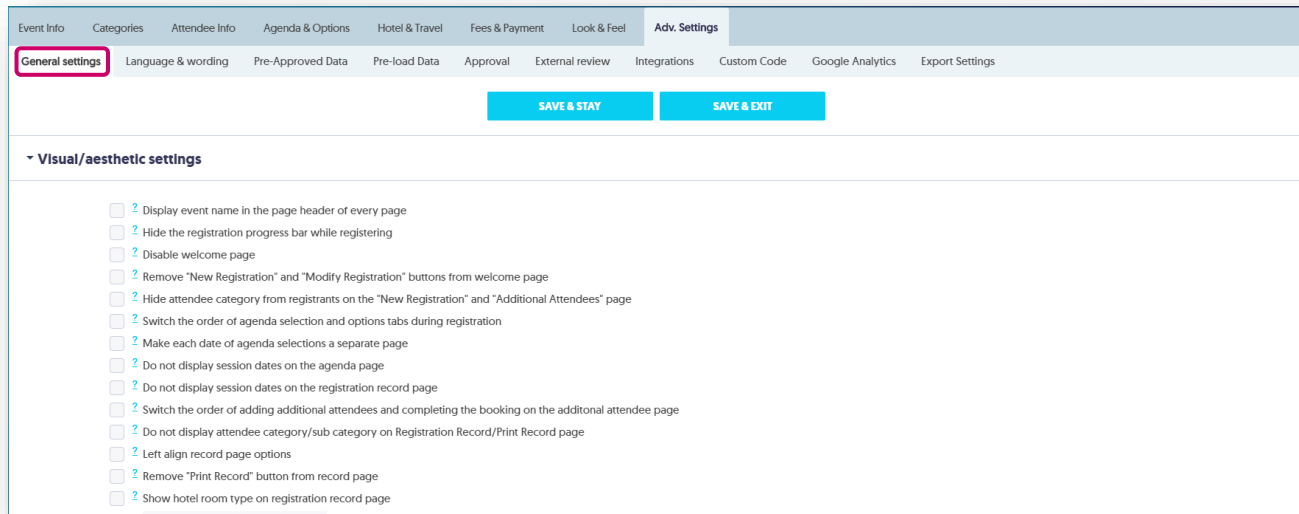 Event Info Categories Attendee Info Agenda & Options Hotel & Travel Fees & Payment Look & Feel Adv. Settings
General settings Language & wording Pre-Approved Data Pre-load Data Approval External review Integrations Custom Code Google Analytics Export Settings
SAVE & STAY SAVE & EXIT
Visual/aesthetic settings
? Display event name in the page header of every page
? Hide the registration progress bar while registering
? Disable welcome page
? Remove "New Registration" and "Modify Registration" buttons from welcome page
? Hide attendee category from registrants on the "New Registration" and "Additional Attendees" page
? Switch the order of agenda selection and options tabs during registration
? Make each date of agenda selections a separate page
? Do not display session dates on the agenda page
? Do not display session dates on the registration record page
? Switch the order of adding additional attendees and completing the booking on the additonal attendee page
? Do not display attendee category/sub category on Registration Record/Print Record page
? Left align record page options
? Remove "Print Record" button from record page
? Show hotel room type on registration record page